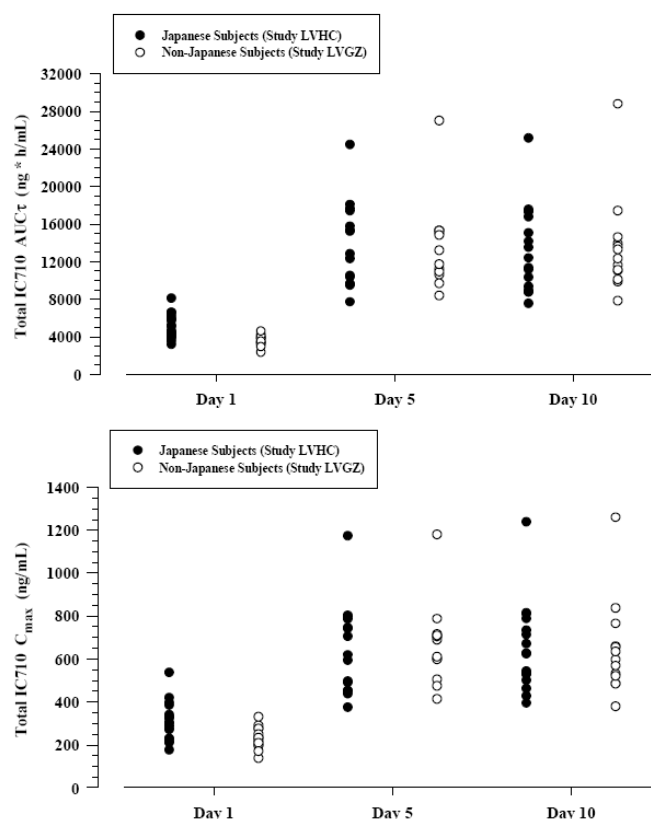 Japanese Subjects (Study LVHC)
Non-Japanese Subjects (Study LVGZ)
32000
28000
24000
20000
16000
12000
8000
4000
0
Total IC710 AUCτ (ng * h/mL)
Day 1 Day 5 Day 10
Japanese Subjects (Study LVHC)
Non-Japanese Subjects (Study LVGZ)
1400
1200
1000
800
600
400
200
0
Total IC710 Cmax (ng/mL)
Day 1 Day 5 Day 10